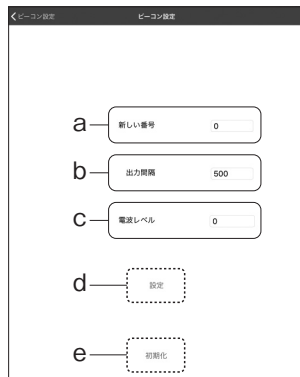 ビーコン設定 ビーコン設定
a 新しい番号 0
b 出力間隔 500
c 電波レベル 0
d 設定
e 初期化